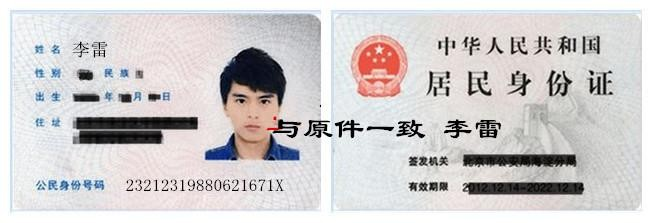 姓名 李雷
性别 民族
出生 年 月 日
住址
公民身份号码 23212319880621671X
中华人民共和国
居民身份证
与原件一致 李雷
签发机关 北京市公安局海淀分局
有效期限 2012.12.14-2022.12.14